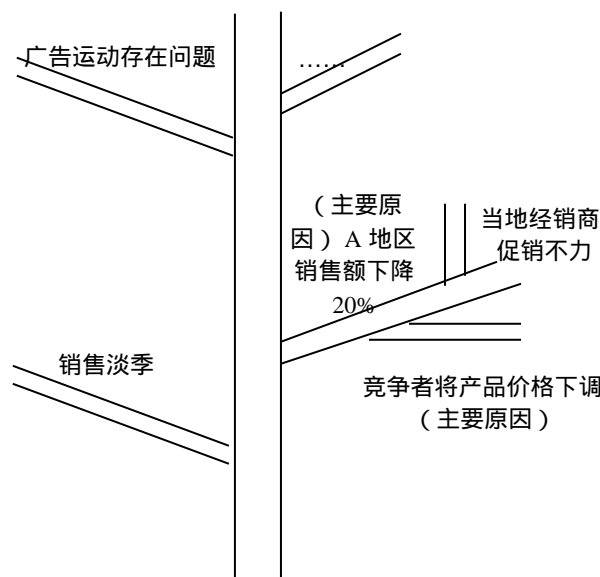 广告运动存在问题
……
（主要原
因）A 地区
销售额下降
20%
当地经销商
促销不力
销售淡季
竞争者将产品价格下调
（主要原因）